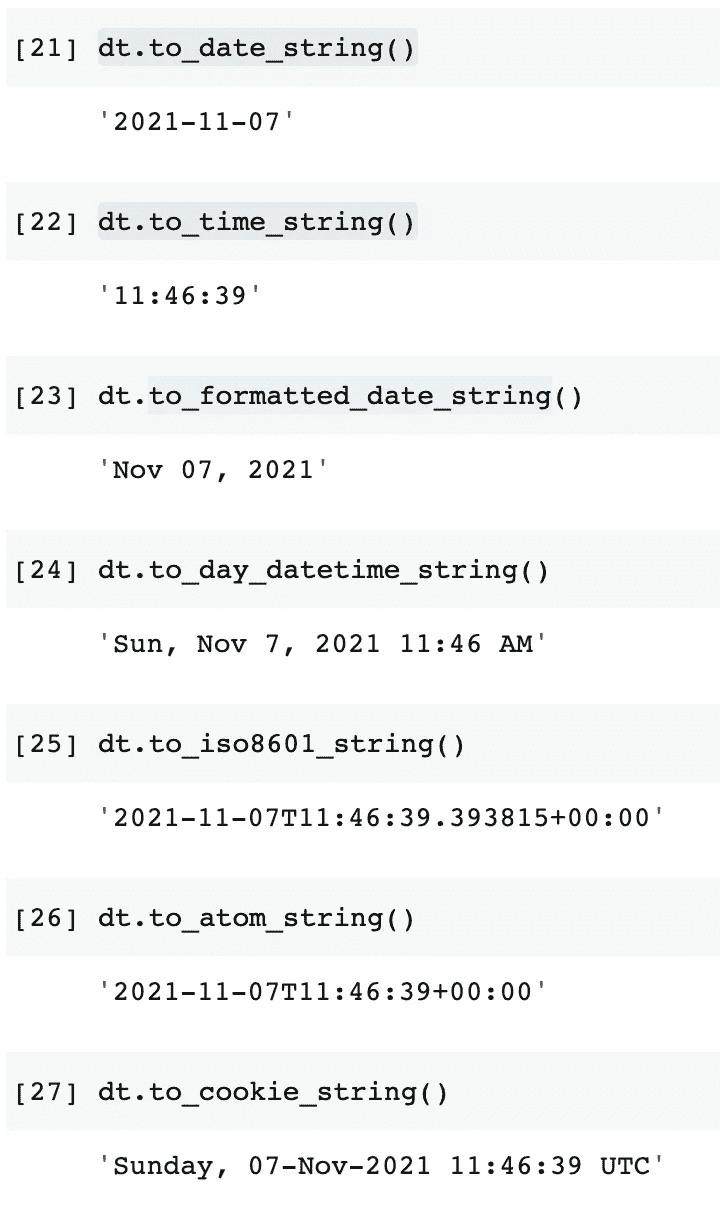 [21] dt.to_date_string()
'2021-11-07'
[22] dt.to_time_string()
'11:46:39'
[23] dt.to_formatted_date_string()
'Nov 07, 2021'
[24] dt.to_day_datetime_string()
'Sun, Nov 7, 2021 11:46 AM'
[25] dt.to_iso8601_string()
'2021-11-07T11:46:39.393815+00:00'
[26] dt.to_atom_string()
'2021-11-07T11:46:39+00:00'
[27] dt.to_cookie_string()
'Sunday, 07-Nov-2021 11:46:39 UTC'